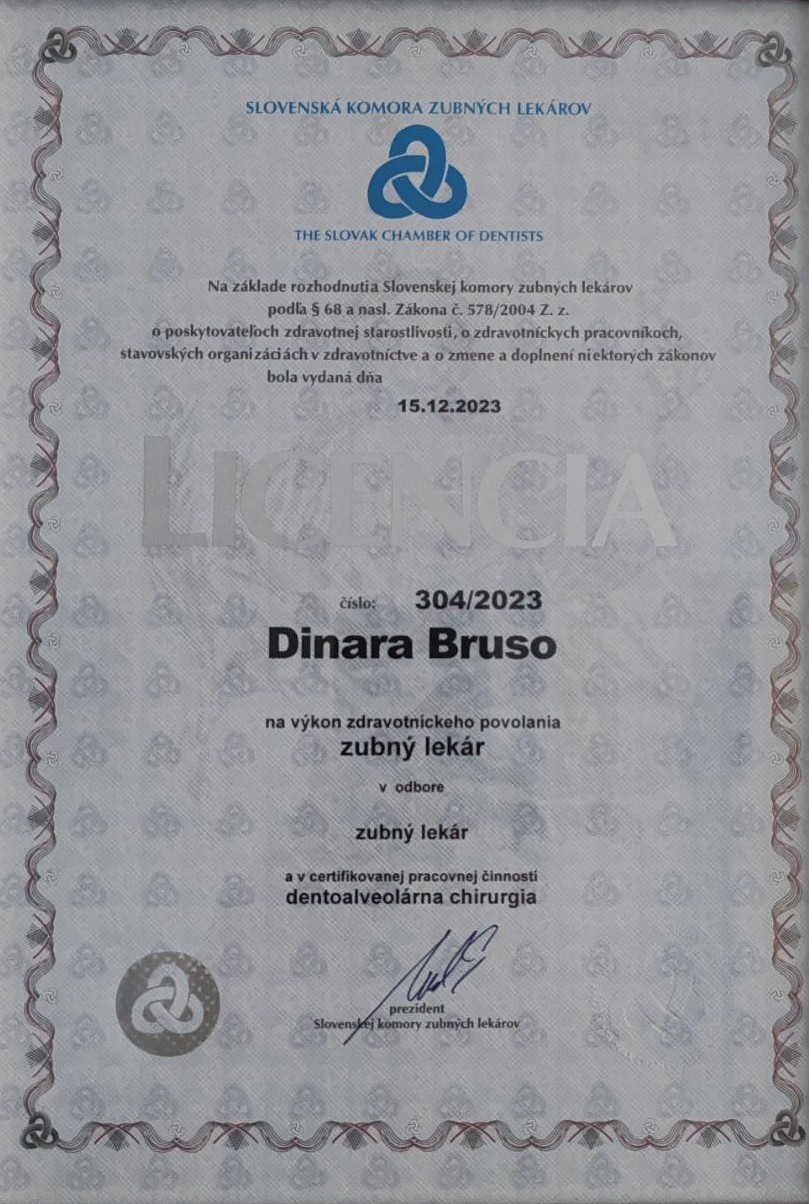 SLOVENSKÁ KOMORA ZUBNÝCH LEKÁROV
THE SLOVAK CHAMBER OF DENTISTS
Na základe rozhodnutia Slovenskej komory zubných lekárov
podľa § 68 a nasl. Zákona č. 578/2004 Z. z.
o poskytovateľoch zdravotnej starostlivosti, o zdravotníckych pracovníkoch,
stavovských organizáciách v zdravotníctve a o zmene a doplnení niektorých zákonov
bola vydaná dňa
15.12.2023
LICENCIA
číslo: 304/2023
Dinara Bruso
na výkon zdravotníckeho povolania
zubný lekár
v odbore
zubný lekár
a v certifikovanej pracovnej činnosti
dentoalveolárna chirurgia
prezident
Slovenskej komory zubných lekárov